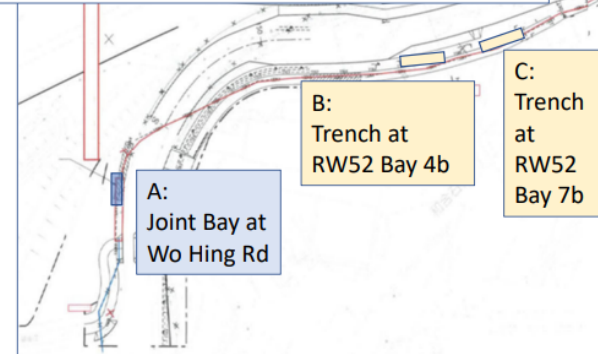 A:
Joint Bay at
Wo Hing Rd
B:
Trench at
RW52 Bay 4b
C:
Trench
at
RW52
Bay 7b